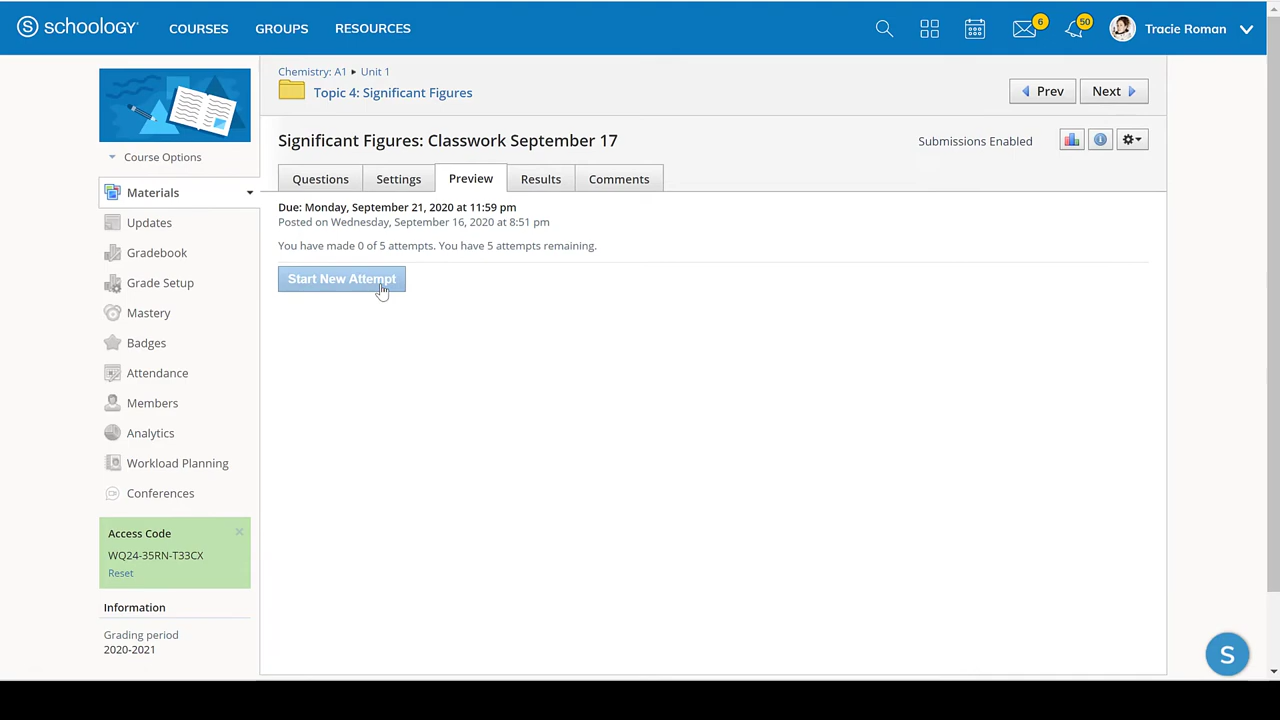 schoology
COURSES
GROUPS
RESOURCES
6
50
Tracie Roman
Chemistry: A1 ▸ Unit 1
Topic 4: Significant Figures
Prev
Next
Course Options
Significant Figures: Classwork September 17
Submissions Enabled
Materials
Updates
Gradebook
Grade Setup
Mastery
Badges
Attendance
Members
Analytics
Workload Planning
Conferences
Questions
Settings
Preview
Results
Comments
Due: Monday, September 21, 2020 at 11:59 pm
Posted on Wednesday, September 16, 2020 at 8:51 pm
You have made 0 of 5 attempts. You have 5 attempts remaining.
Start New Attempt
Access Code
WQ24-35RN-T33CX
Reset
Information
Grading period
2020-2021
S